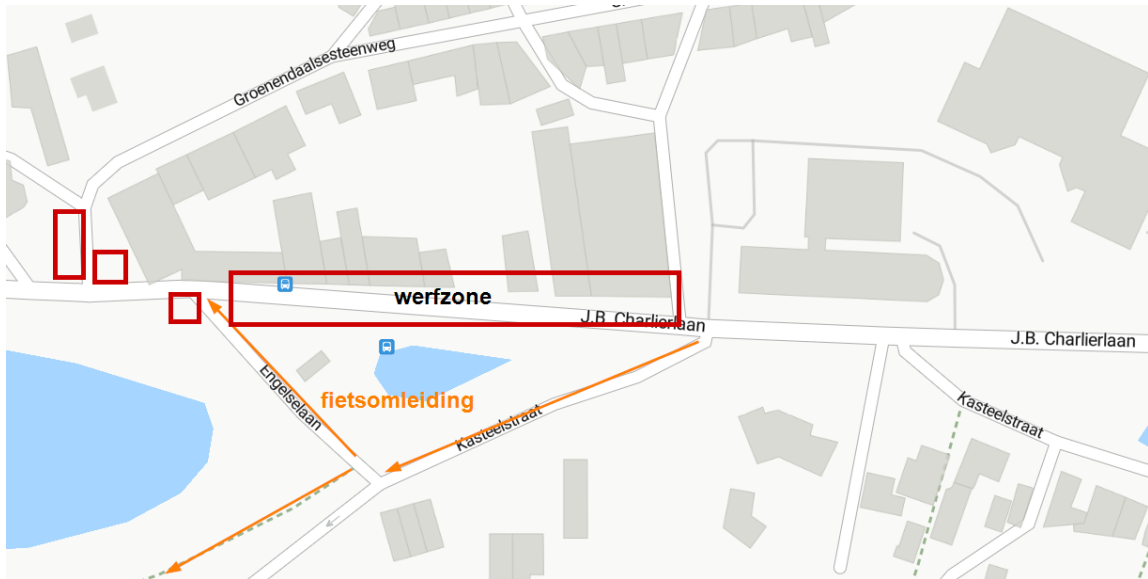 Groenendaalsesteenweg
werfzone
J.B. Charlierlaan
J.B. Charlierlaan
Engelselaan
fietsomleiding
Kasteelstraat
Kasteelstraat